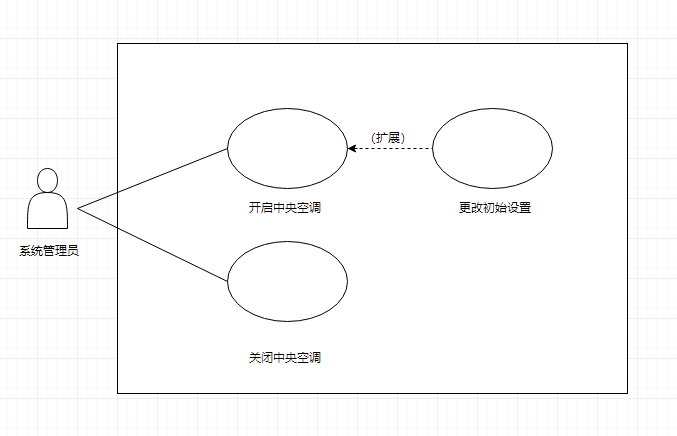 (扩展)
开启中央空调
更改初始设置
系统管理员
关闭中央空调